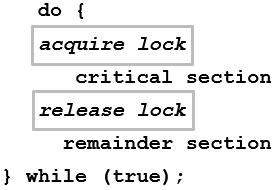 do {
acquire lock
critical section
release lock
remainder section
} while (true);